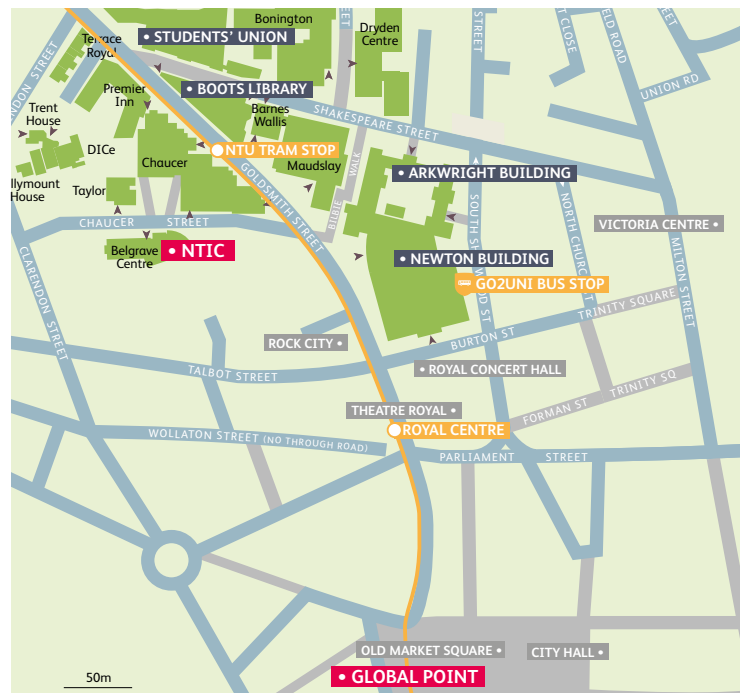 Bonington
STREET
Dryden
Centre
STREET
STUDENTS' UNION
Terrace
Royal
UNION RD
BOOTS LIBRARY
Premier
Inn
SHAKESPEARE STREET
Barnes
Wallis
Trent
House
DICe
NTU TRAM STOP
Chaucer
Maudslay
WALK
BILBIE
ARKWRIGHT BUILDING
Taylor
GOLDSMITH STREET
CHAUCER STREET
VICTORIA CENTRE
Belgrave
Centre
NTIC
NEWTON BUILDING
GO2UNI BUS STOP
MILTON STREET
TRINITY SQUARE
CLARENDON STREET
BURTON ST
ROCK CITY
TALBOT STREET
ROYAL CONCERT HALL
TRINITY SQ
FORMAN ST
THEATRE ROYAL
ROYAL CENTRE
WOLLATON STREET (NO THROUGH ROAD)
PARLIAMENT STREET
OLD MARKET SQUARE
CITY HALL
GLOBAL POINT
50m